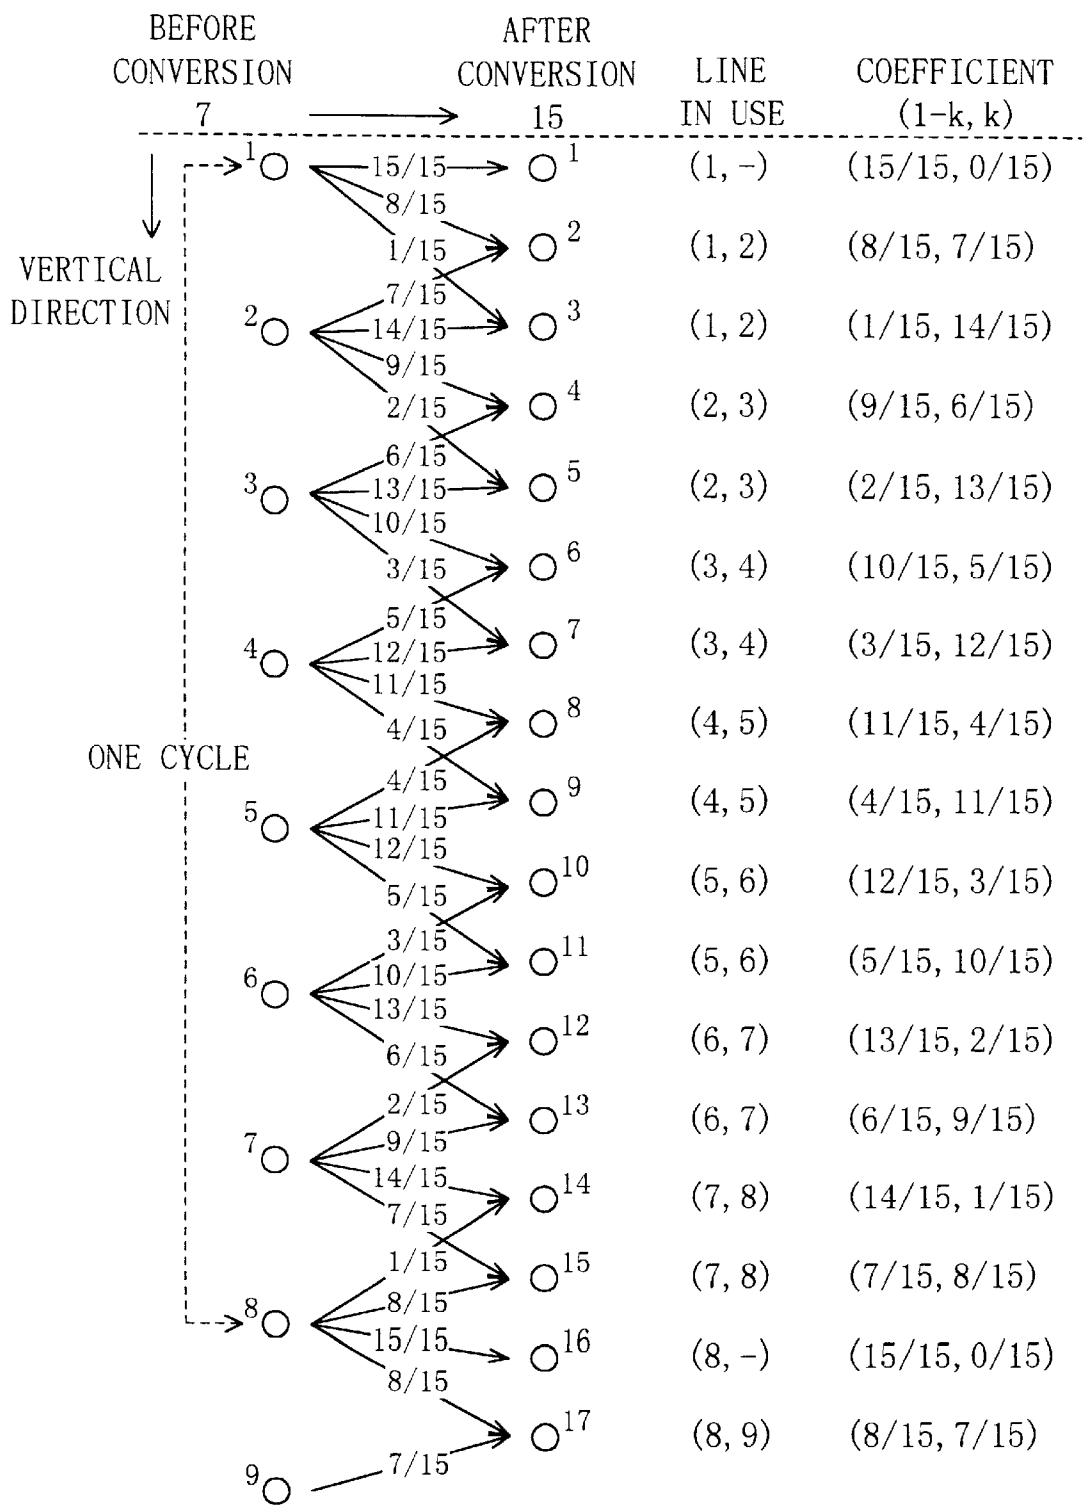 BEFORE CONVERSION 7
AFTER CONVERSION 15
LINE IN USE
COEFFICIENT (1-k, k)
VERTICAL DIRECTION
ONE CYCLE
1 15/15 1 (1, -) (15/15, 0/15)
8/15
1/15 2 (1, 2) (8/15, 7/15)
7/15
2 14/15 3 (1, 2) (1/15, 14/15)
9/15
2/15 4 (2, 3) (9/15, 6/15)
6/15
3 13/15 5 (2, 3) (2/15, 13/15)
10/15
3/15 6 (3, 4) (10/15, 5/15)
5/15
4 12/15 7 (3, 4) (3/15, 12/15)
11/15
4/15 8 (4, 5) (11/15, 4/15)
4/15
5 11/15 9 (4, 5) (4/15, 11/15)
12/15
5/15 10 (5, 6) (12/15, 3/15)
3/15
6 10/15 11 (5, 6) (5/15, 10/15)
13/15
6/15 12 (6, 7) (13/15, 2/15)
2/15
7 9/15 13 (6, 7) (6/15, 9/15)
14/15
7/15 14 (7, 8) (14/15, 1/15)
1/15
8 8/15 15 (7, 8) (7/15, 8/15)
15/15 16 (8, -) (15/15, 0/15)
8/15
17 (8, 9) (8/15, 7/15)
9 7/15